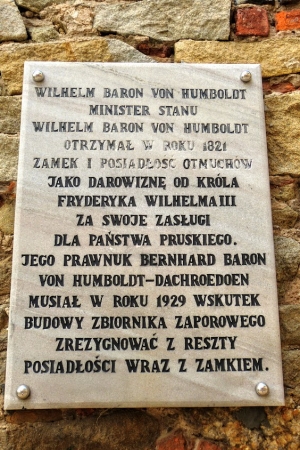 WILHELM BARON VON HUMBOLDT
MINISTER STANU
WILHELM BARON VON HUMBOLDT
OTRZYMAŁ W ROKU 1821
ZAMEK I POSIADŁOŚĆ OTMUCHÓW
JAKO DAROWIZNĘ OD KRÓLA
FRYDERYKA WILHELMA III
ZA SWOJE ZASŁUGI
DLA PAŃSTWA PRUSKIEGO.
JEGO PRAWNUK BERNHARD BARON
VON HUMBOLDT-DACHROEDOEN
MUSIAŁ W ROKU 1929 WSKUTEK
BUDOWY ZBIORNIKA ZAPOROWEGO
ZREZYGNOWAĆ Z RESZTY
POSIADŁOŚCI WRAZ Z ZAMKIEM.